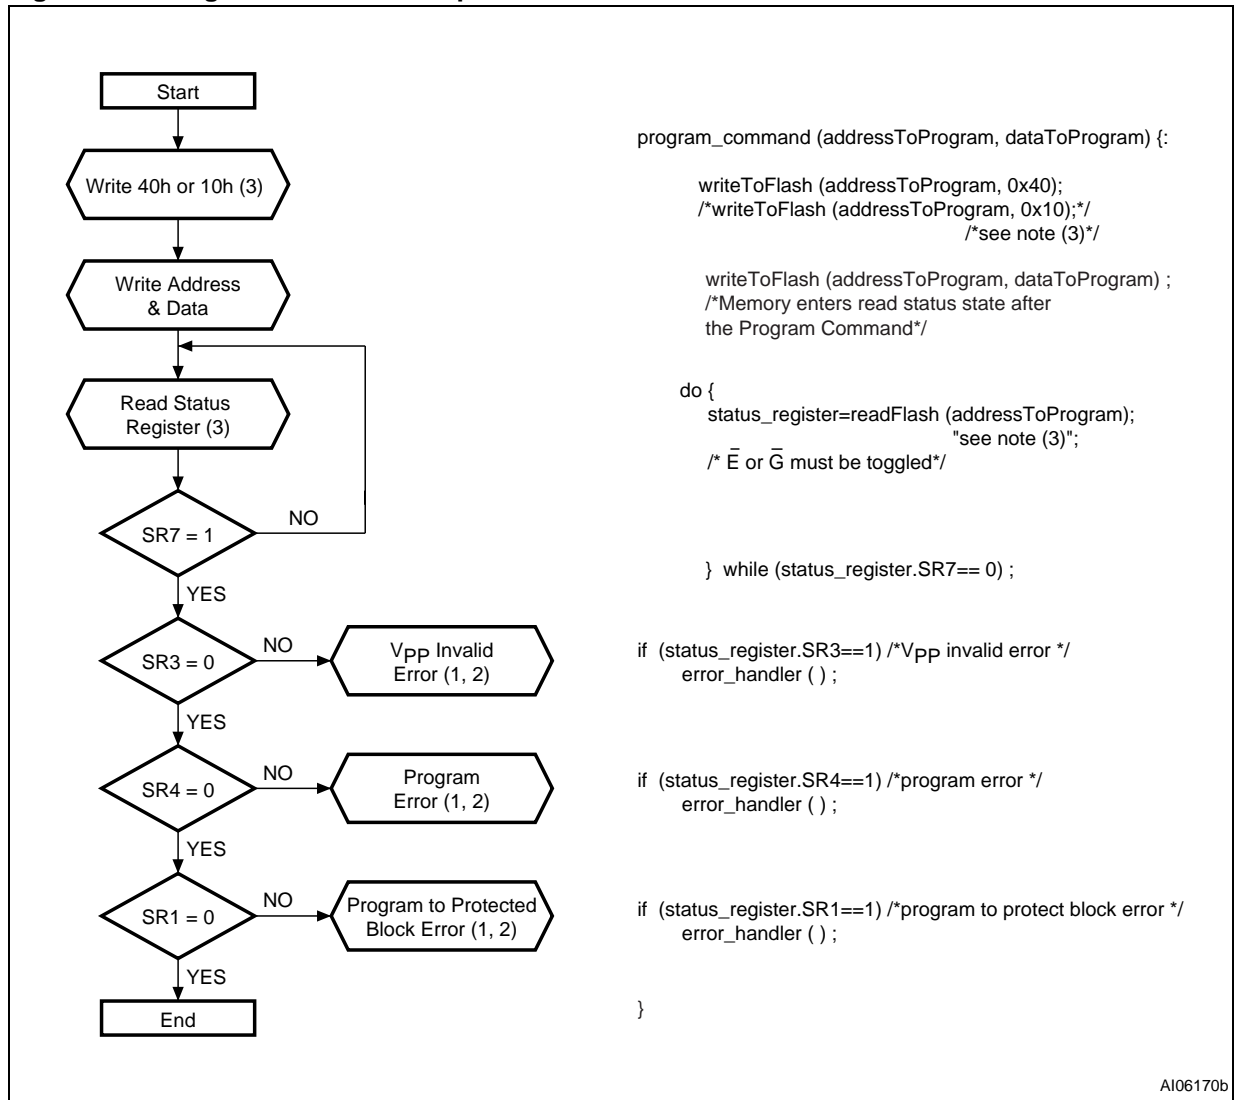 Start
Write 40h or 10h (3)
Write Address
& Data
Read Status
Register (3)
SR7 = 1
NO
YES
SR3 = 0
NO
VPP Invalid
Error (1, 2)
YES
SR4 = 0
NO
Program
Error (1, 2)
YES
SR1 = 0
NO
Program to Protected
Block Error (1, 2)
YES
End
program_command (addressToProgram, dataToProgram) {:
writeToFlash (addressToProgram, 0x40);
/*writeToFlash (addressToProgram, 0x10);*/
/*see note (3)*/
writeToFlash (addressToProgram, dataToProgram) ;
/*Memory enters read status state after
the Program Command*/
do {
status_register=readFlash (addressToProgram);
"see note (3)";
/* E̅ or G̅ must be toggled*/
} while (status_register.SR7== 0) ;
if (status_register.SR3==1) /*VPP invalid error */
error_handler ( ) ;
if (status_register.SR4==1) /*program error */
error_handler ( ) ;
if (status_register.SR1==1) /*program to protect block error */
error_handler ( ) ;
}
AI06170b